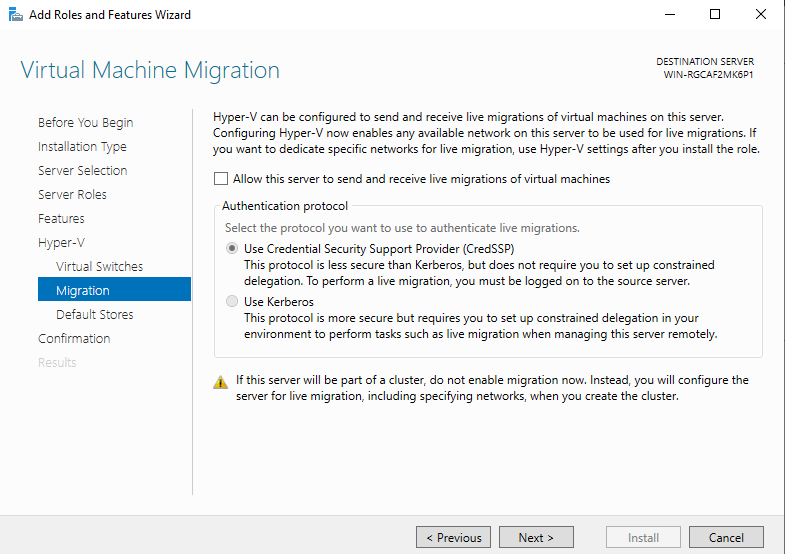 Add Roles and Features Wizard
Virtual Machine Migration
DESTINATION SERVER
WIN-RGCAF2MK6P1
Before You Begin
Installation Type
Server Selection
Server Roles
Features
Hyper-V
Virtual Switches
Migration
Default Stores
Confirmation
Results
Hyper-V can be configured to send and receive live migrations of virtual machines on this server.
Configuring Hyper-V now enables any available network on this server to be used for live migrations. If
you want to dedicate specific networks for live migration, use Hyper-V settings after you install the role.
Allow this server to send and receive live migrations of virtual machines
Authentication protocol
Select the protocol you want to use to authenticate live migrations.
Use Credential Security Support Provider (CredSSP)
This protocol is less secure than Kerberos, but does not require you to set up constrained
delegation. To perform a live migration, you must be logged on to the source server.
Use Kerberos
This protocol is more secure but requires you to set up constrained delegation in your
environment to perform tasks such as live migration when managing this server remotely.
If this server will be part of a cluster, do not enable migration now. Instead, you will configure the
server for live migration, including specifying networks, when you create the cluster.
< Previous
Next >
Install
Cancel